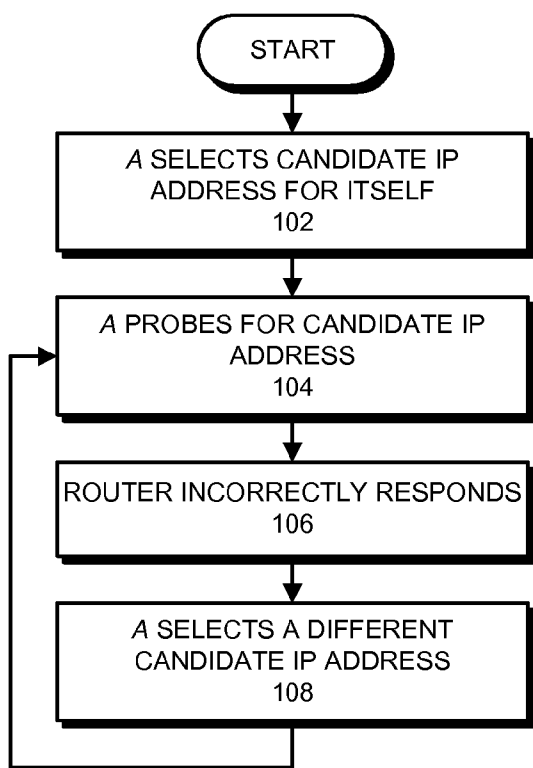 START
A SELECTS CANDIDATE IP
ADDRESS FOR ITSELF
102
A PROBES FOR CANDIDATE IP
ADDRESS
104
ROUTER INCORRECTLY RESPONDS
106
A SELECTS A DIFFERENT
CANDIDATE IP ADDRESS
108